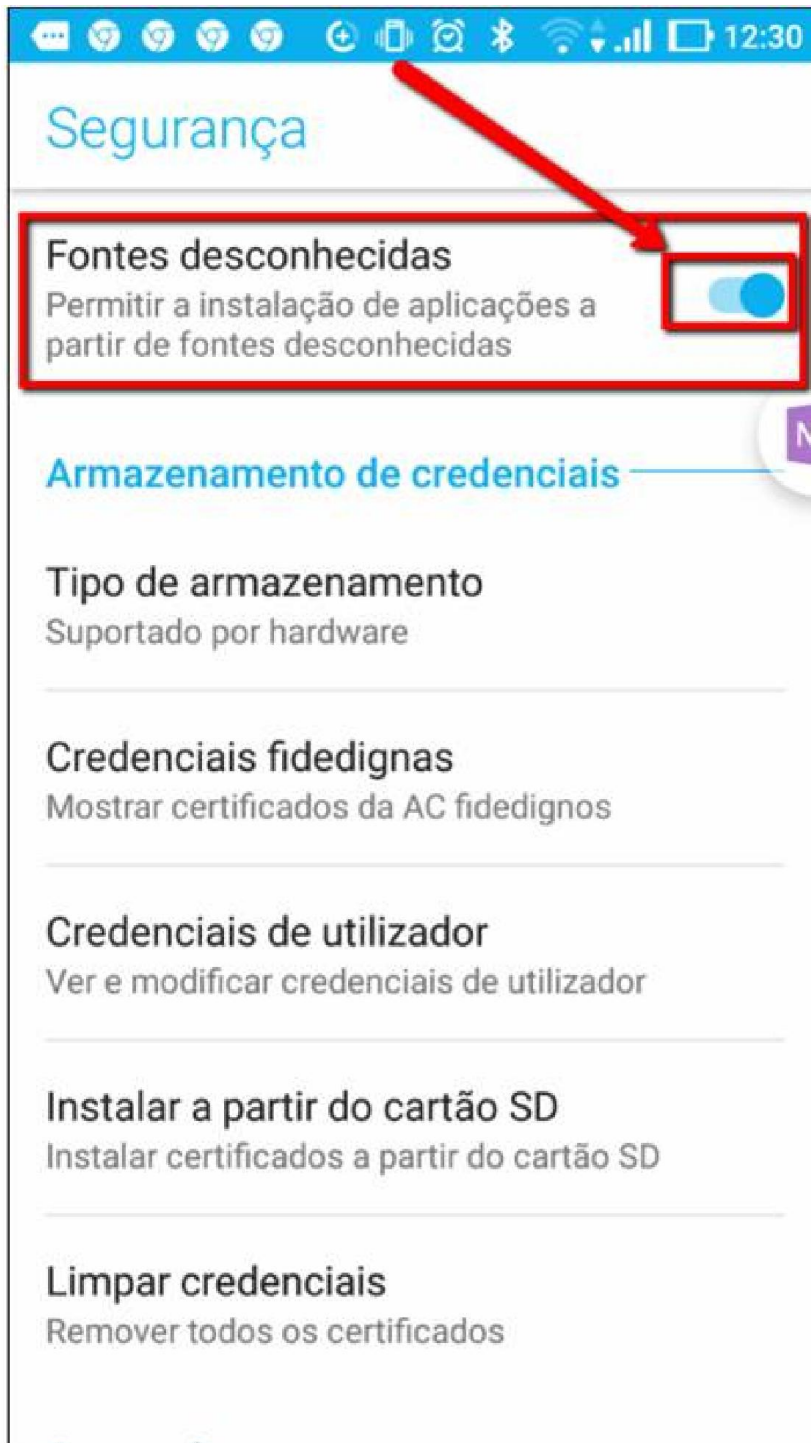 12:30
Segurança
Fontes desconhecidas
Permitir a instalação de aplicações a
partir de fontes desconhecidas
N
Armazenamento de credenciais
Tipo de armazenamento
Suportado por hardware
Credenciais fidedignas
Mostrar certificados da AC fidedignos
Credenciais de utilizador
Ver e modificar credenciais de utilizador
Instalar a partir do cartão SD
Instalar certificados a partir do cartão SD
Limpar credenciais
Remover todos os certificados